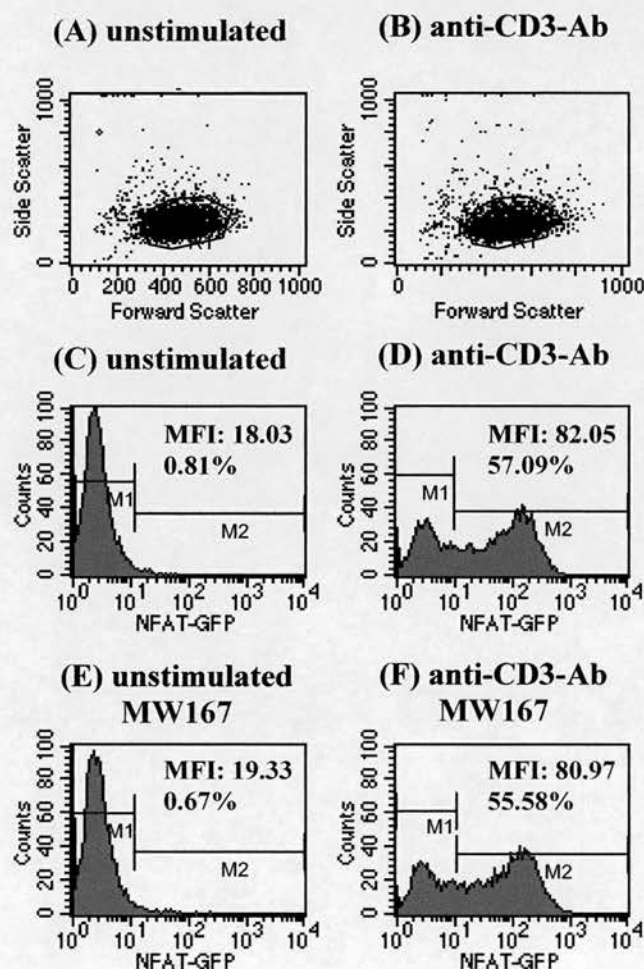 (A) unstimulated
(B) anti-CD3-Ab
1000
Side Scatter
0
0 200 400 600 800 1000
Forward Scatter
1000
Side Scatter
0
0 1000
Forward Scatter
(C) unstimulated
(D) anti-CD3-Ab
100
80
60
40
20
0
Counts
MFI: 18.03
0.81%
M1
M2
10^0 10^1 10^2 10^3 10^4
NFAT-GFP
100
80
60
40
20
0
Counts
MFI: 82.05
57.09%
M1
M2
10^0 10^1 10^2 10^3 10^4
NFAT-GFP
(E) unstimulated
MW167
(F) anti-CD3-Ab
MW167
100
80
60
40
20
0
Counts
MFI: 19.33
0.67%
M1
M2
10^0 10^1 10^2 10^3 10^4
NFAT-GFP
100
80
60
40
20
0
Counts
MFI: 80.97
55.58%
M1
M2
10^0 10^1 10^2 10^3 10^4
NFAT-GFP